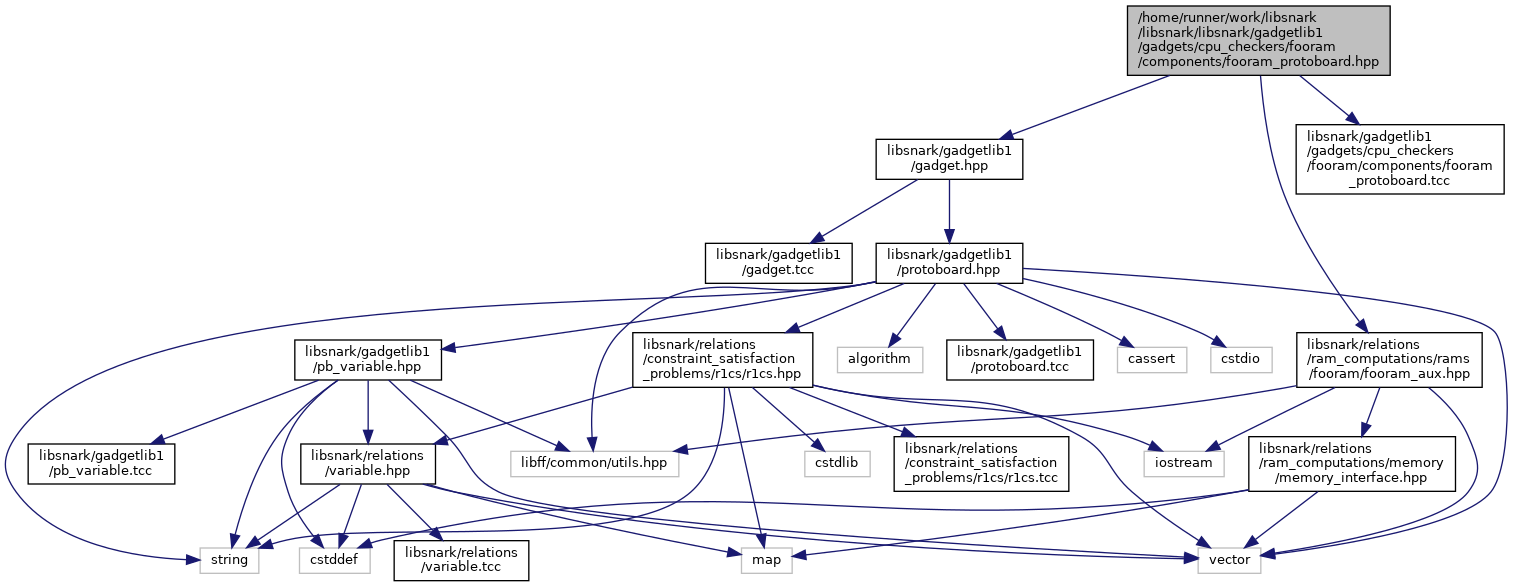 /home/runner/work/libsnark
/libsnark/libsnark/gadgetlib1
/gadgets/cpu_checkers/fooram
/components/fooram_protoboard.hpp
libsnark/gadgetlib1
/gadget.hpp
libsnark/gadgetlib1
/gadgets/cpu_checkers
/fooram/components/fooram
_protoboard.tcc
libsnark/gadgetlib1
/gadget.tcc
libsnark/gadgetlib1
/protoboard.hpp
libsnark/gadgetlib1
/pb_variable.hpp
libsnark/relations
/constraint_satisfaction
_problems/r1cs/r1cs.hpp
algorithm
libsnark/gadgetlib1
/protoboard.tcc
cassert
cstdio
libsnark/relations
/ram_computations/rams
/fooram/fooram_aux.hpp
libsnark/gadgetlib1
/pb_variable.tcc
libsnark/relations
/variable.hpp
libff/common/utils.hpp
cstdlib
libsnark/relations
/constraint_satisfaction
_problems/r1cs/r1cs.tcc
iostream
libsnark/relations
/ram_computations/memory
/memory_interface.hpp
string
cstddef
libsnark/relations
/variable.tcc
map
vector